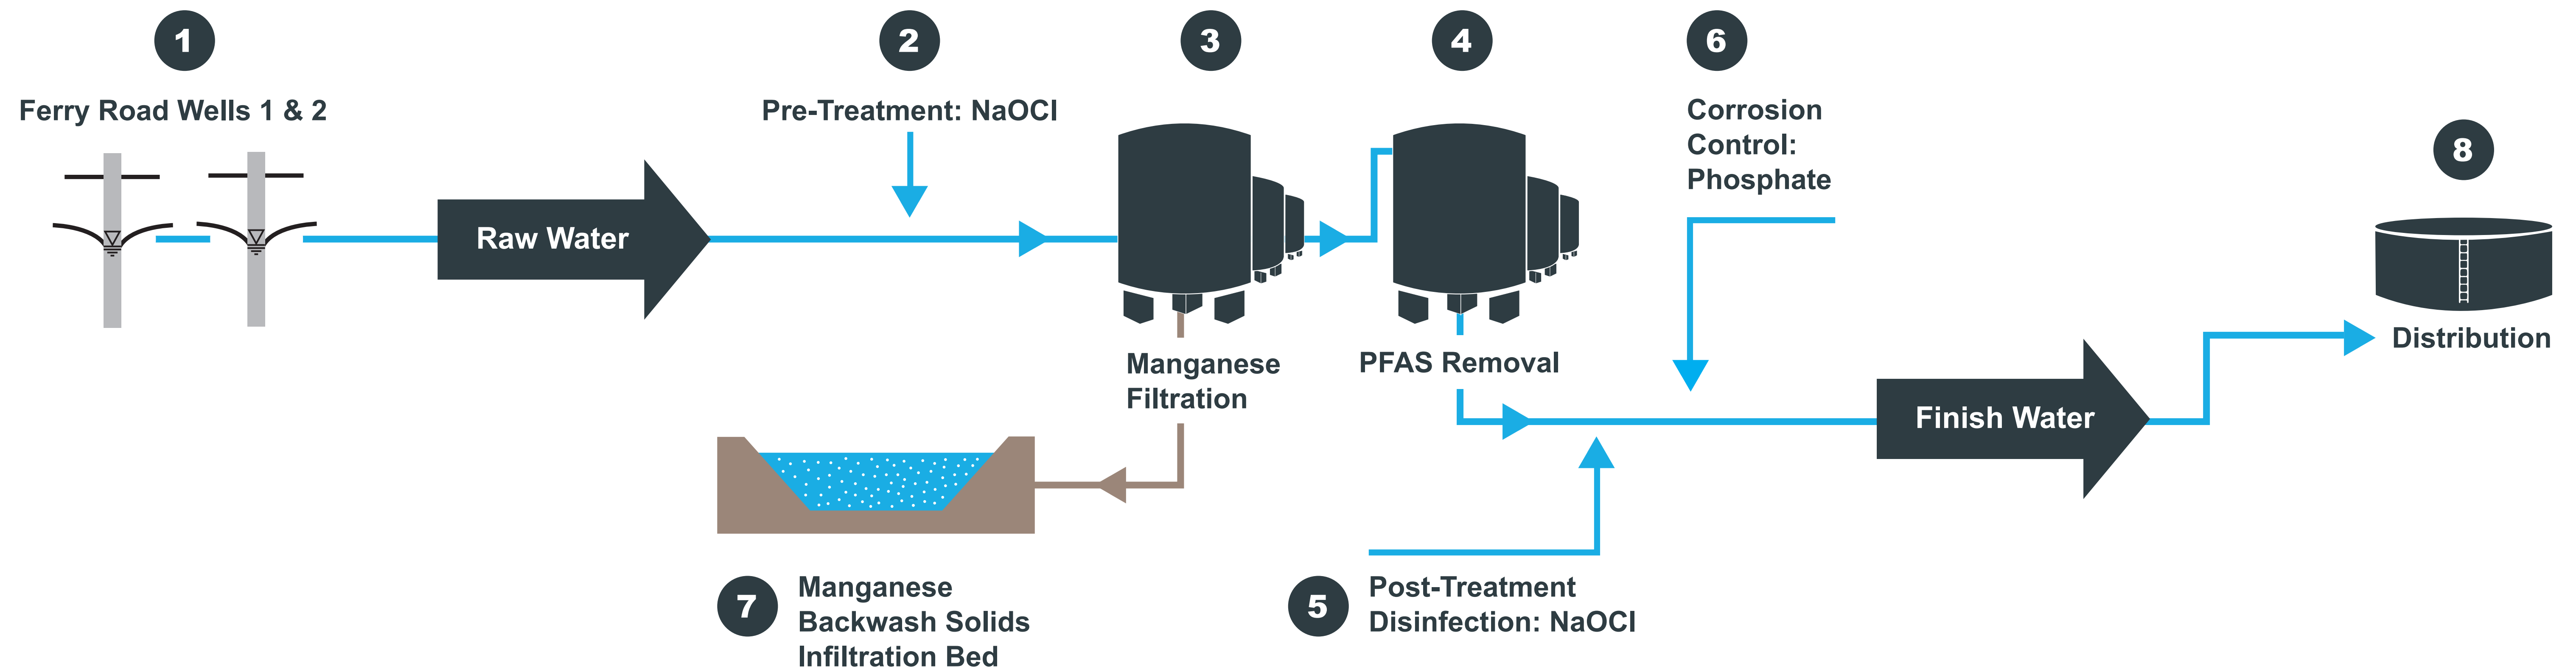 1
Ferry Road Wells 1 & 2
Raw Water
2
Pre-Treatment: NaOCl
3
Manganese
Filtration
4
PFAS Removal
6
Corrosion
Control:
Phosphate
8
Distribution
Finish Water
7
Manganese
Backwash Solids
Infiltration Bed
5
Post-Treatment
Disinfection: NaOCl